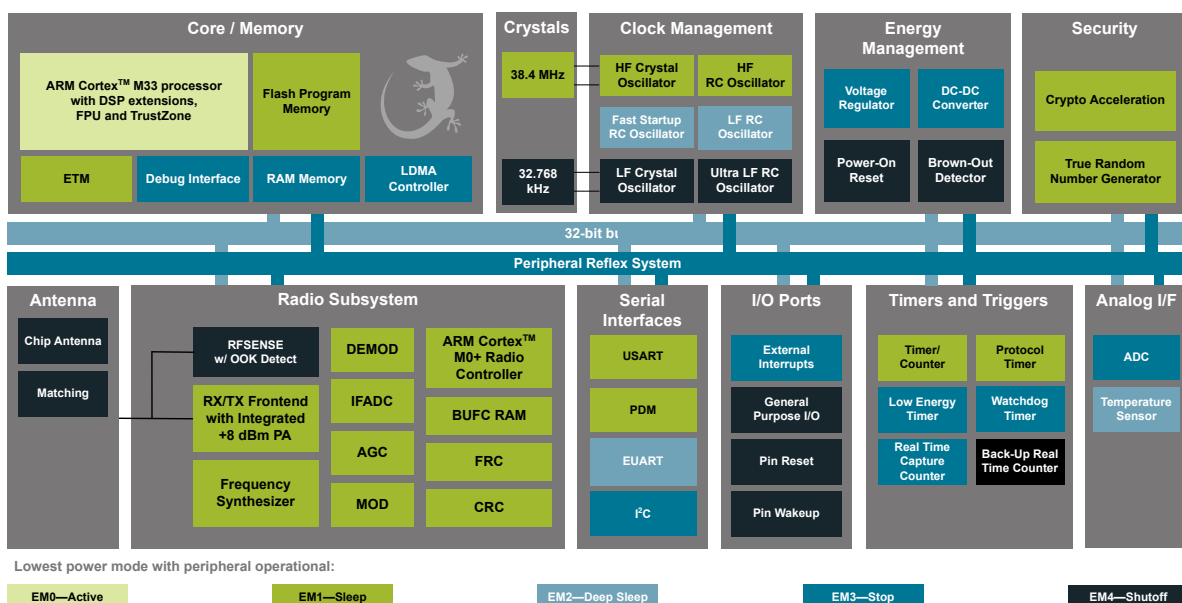 Core / Memory
Crystals
Clock Management
Energy
Management
Security
ARM Cortex™ M33 processor
with DSP extensions,
FPU and TrustZone
Flash Program
Memory
ETM
Debug Interface
RAM Memory
LDMA
Controller
38.4 MHz
32.768
kHz
HF Crystal
Oscillator
HF
RC Oscillator
Fast Startup
RC Oscillator
LF RC
Oscillator
LF Crystal
Oscillator
Ultra LF RC
Oscillator
Voltage
Regulator
DC-DC
Converter
Power-On
Reset
Brown-Out
Detector
Crypto Acceleration
True Random
Number Generator
32-bit bu
Peripheral Reflex System
Antenna
Chip Antenna
Matching
Radio Subsystem
RFSENSE
w/ OOK Detect
RX/TX Frontend
with Integrated
+8 dBm PA
Frequency
Synthesizer
DEMOD
IFADC
AGC
MOD
ARM Cortex™
M0+ Radio
Controller
BUFC RAM
FRC
CRC
Serial
Interfaces
USART
PDM
EUART
I²C
I/O Ports
External
Interrupts
General
Purpose I/O
Pin Reset
Pin Wakeup
Timers and Triggers
Timer/
Counter
Protocol
Timer
Low Energy
Timer
Watchdog
Timer
Real Time
Capture
Counter
Back-Up Real
Time Counter
Analog I/F
ADC
Temperature
Sensor
Lowest power mode with peripheral operational:
EM0—Active
EM1—Sleep
EM2—Deep Sleep
EM3—Stop
EM4—Shutoff